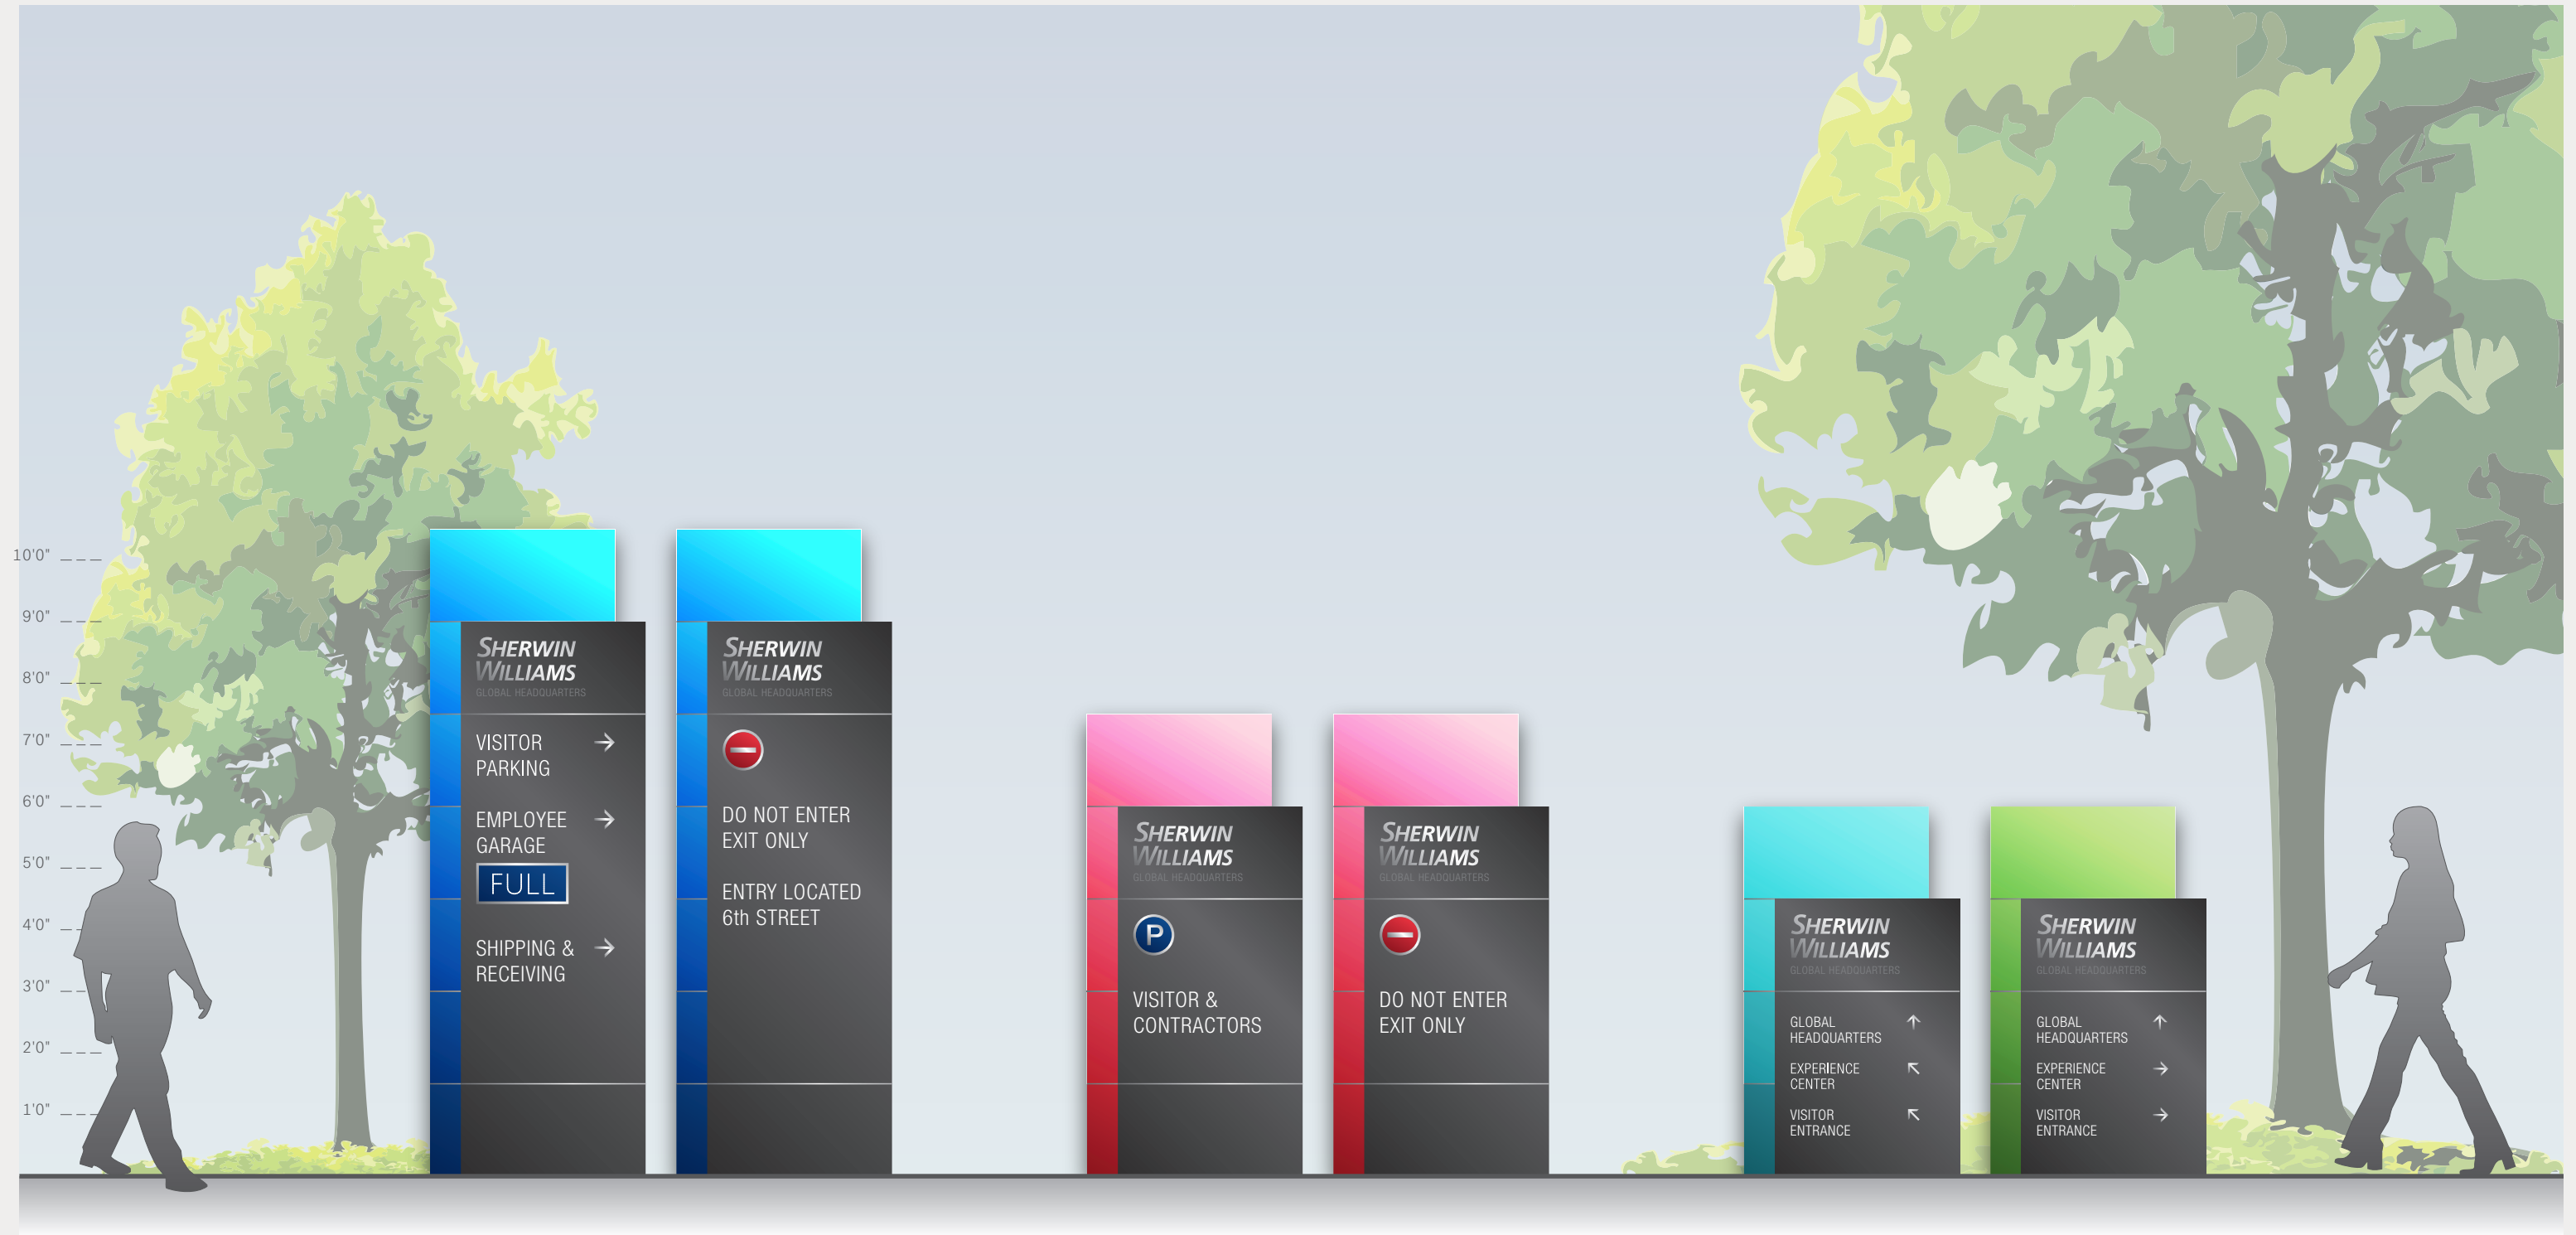 10'0"
9'0"
8'0"
7'0"
6'0"
5'0"
4'0"
3'0"
2'0"
1'0"
SHERWIN
WILLIAMS
GLOBAL HEADQUARTERS
VISITOR
PARKING
EMPLOYEE
GARAGE
FULL
SHIPPING &
RECEIVING
SHERWIN
WILLIAMS
GLOBAL HEADQUARTERS
DO NOT ENTER
EXIT ONLY
ENTRY LOCATED
6th STREET
SHERWIN
WILLIAMS
GLOBAL HEADQUARTERS
P
VISITOR &
CONTRACTORS
SHERWIN
WILLIAMS
GLOBAL HEADQUARTERS
DO NOT ENTER
EXIT ONLY
SHERWIN
WILLIAMS
GLOBAL HEADQUARTERS
GLOBAL
HEADQUARTERS
EXPERIENCE
CENTER
VISITOR
ENTRANCE
SHERWIN
WILLIAMS
GLOBAL HEADQUARTERS
GLOBAL
HEADQUARTERS
EXPERIENCE
CENTER
VISITOR
ENTRANCE